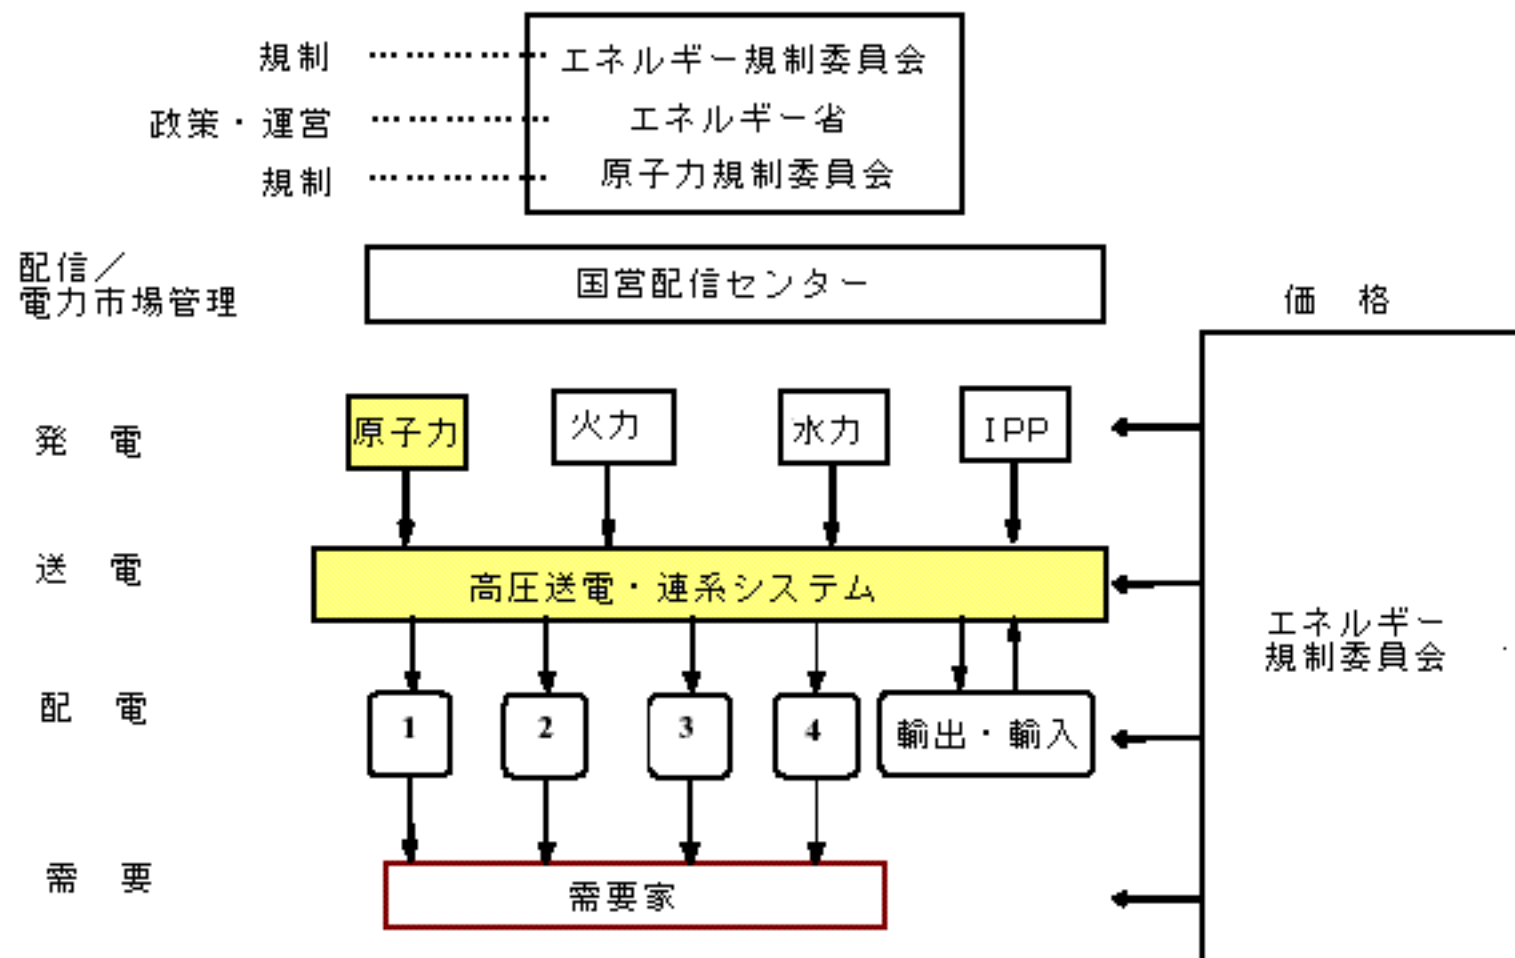 規制 ……………… エネルギー規制委員会
政策・運営 ……………… エネルギー省
規制 ……………… 原子力規制委員会
配信／
電力市場管理
国営配信センター
価 格
発 電
原子力
火力
水力
IPP
送 電
高圧送電・連系システム
エネルギー
規制委員会
配 電
1
2
3
4
輸出・輸入
需 要
需要家